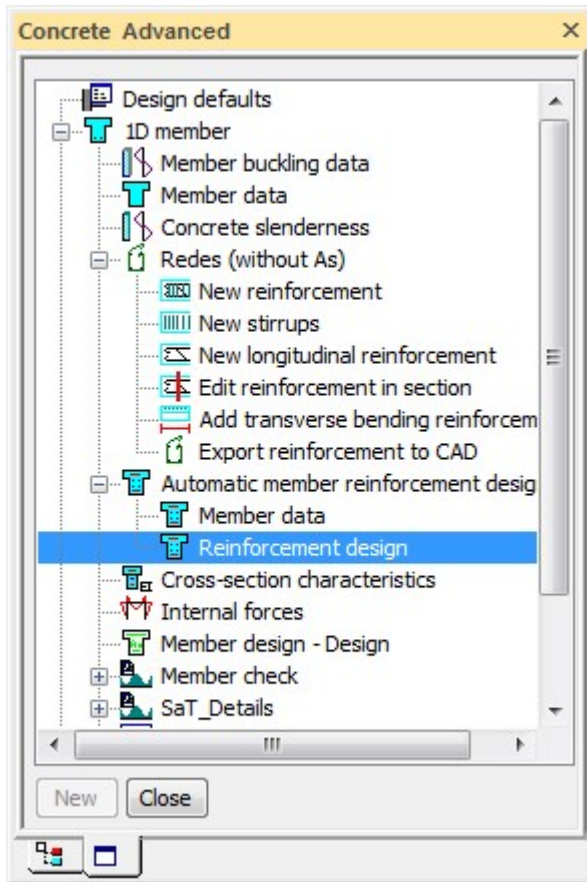 Concrete Advanced
Design defaults
1D member
Member buckling data
Member data
Concrete slenderness
Redes (without As)
New reinforcement
New stirrups
New longitudinal reinforcement
Edit reinforcement in section
Add transverse bending reinforcem
Export reinforcement to CAD
Automatic member reinforcement desig
Member data
Reinforcement design
Cross-section characteristics
Internal forces
Member design - Design
Member check
SaT_Details
New Close